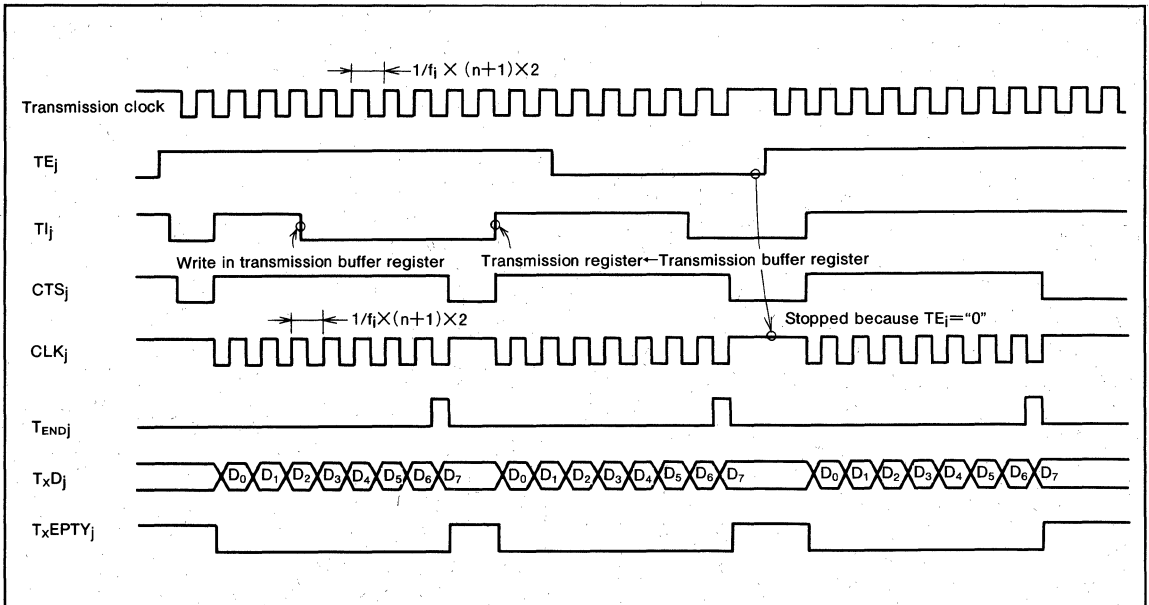 1/fi × (n+1)×2
Transmission clock
TEj
TIj
Write in transmission buffer register
Transmission register←Transmission buffer register
CTSj
1/fi×(n+1)×2
Stopped because TEj="0"
CLKj
TENDj
TxDj
D0 D1 D2 D3 D4 D5 D6 D7 D0 D1 D2 D3 D4 D5 D6 D7 D0 D1 D2 D3 D4 D5 D6 D7
TxEPTYj